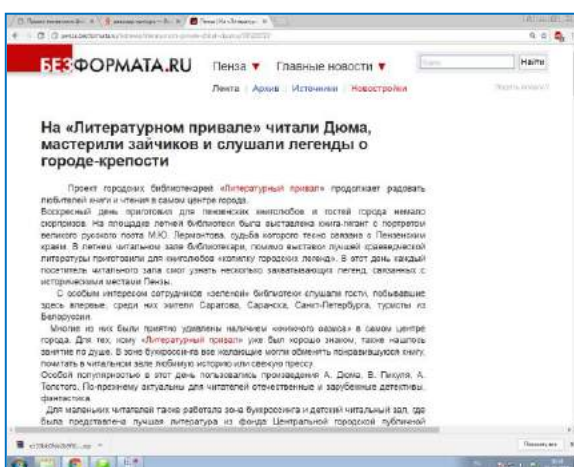 БЕЗФОРМАТА.RU
Пенза ▼ Главные новости ▼
Найти
Лента Архив Источники Новостройки
На «Литературном привале» читали Дюма,
мастерили зайчиков и слушали легенды о
городе-крепости
Проект городских библиотекарей «Литературный привал» продолжает радовать
любителей книги и чтения в самом центре города.
Воскресный день приготовил для пензенских книголюбов и гостей города немало
сюрпризов. На площадке летней библиотеки была выставлена книга-гигант с портретом
великого русского поэта М.Ю. Лермонтова, судьба которого тесно связана с Пензенским
краем. В летнем читальном зале библиотекари, помимо выставок лучшей краеведческой
литературы приготовили для книголюбов «копилку городских легенд». В этот день каждый
посетитель читального зала смог узнать несколько захватывающих легенд, связанных с
историческими местами Пензы.
С особым интересом сотрудников «зеленой» библиотеки слушали гости, побывавшие
здесь впервые, среди них жители Саратова, Саранска, Санкт-Петербурга, туристы из
Белоруссии.
Многие из них были приятно удивлены наличием «книжного оазиса» в самом центре
города. Для тех, кому «Литературный привал» уже был хорошо знаком, также нашлось
занятие по душе. В зоне буккроссинга все желающие могли обменять понравившуюся книгу,
почитать в читальном зале любимую историю или свежую прессу.
Особой популярностью в этот день пользовались произведения А. Дюма, В. Пикуля, А.
Толстого. По-прежнему актуальны для читателей отечественные и зарубежные детективы,
фантастика.
Для маленьких читателей также работала зона буккроссинга и детский читальный зал, где
была представлена лучшая литература из фонда Центральной городской публичной